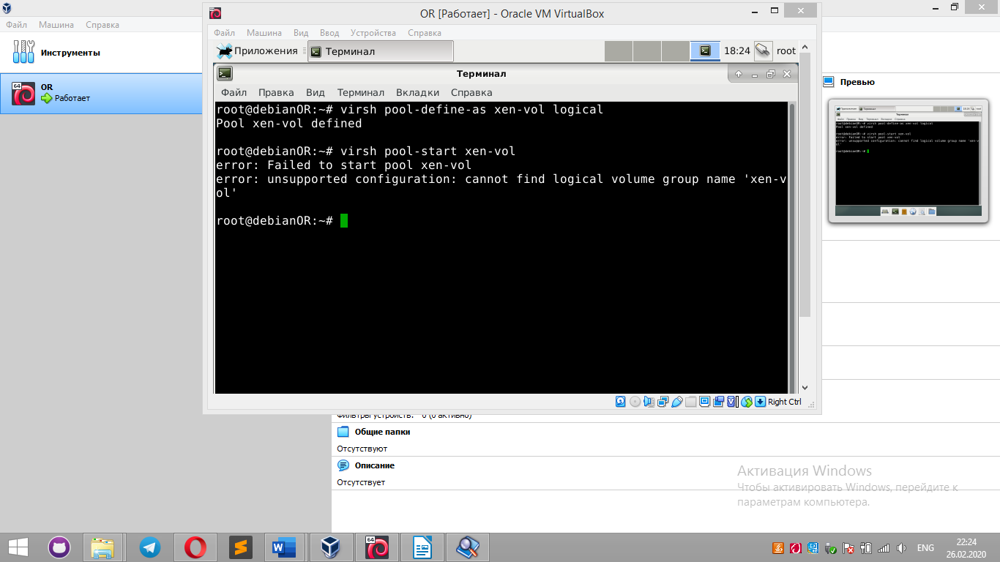 OR [Работает] - Oracle VM VirtualBox
Файл Машина Справка
Файл Машина Вид Ввод Устройства Справка
Инструменты
Приложения Терминал 18:24 root
64
OR
Работает
Превью
Терминал
Файл Правка Вид Терминал Вкладки Справка
root@debianOR:~# virsh pool-define-as xen-vol logical
Pool xen-vol defined
root@debianOR:~# virsh pool-start xen-vol
error: Failed to start pool xen-vol
error: unsupported configuration: cannot find logical volume group name 'xen-v
ol'
root@debianOR:~#
Right Ctrl
Фильтры устройств: 0 (0 активно)
Общие папки
Отсутствуют
Описание
Отсутствует
Активация Windows
Чтобы активировать Windows, перейдите к
параметрам компьютера.
64
ENG
22:24
26.02.2020